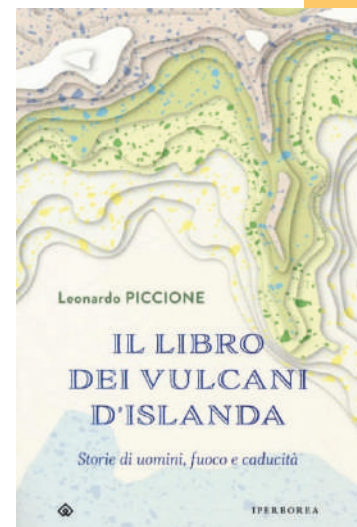 Leonardo PICCIONE
IL LIBRO
DEI VULCANI
D'ISLANDA
Storie di uomini, fuoco e caducità
IPERBOREA